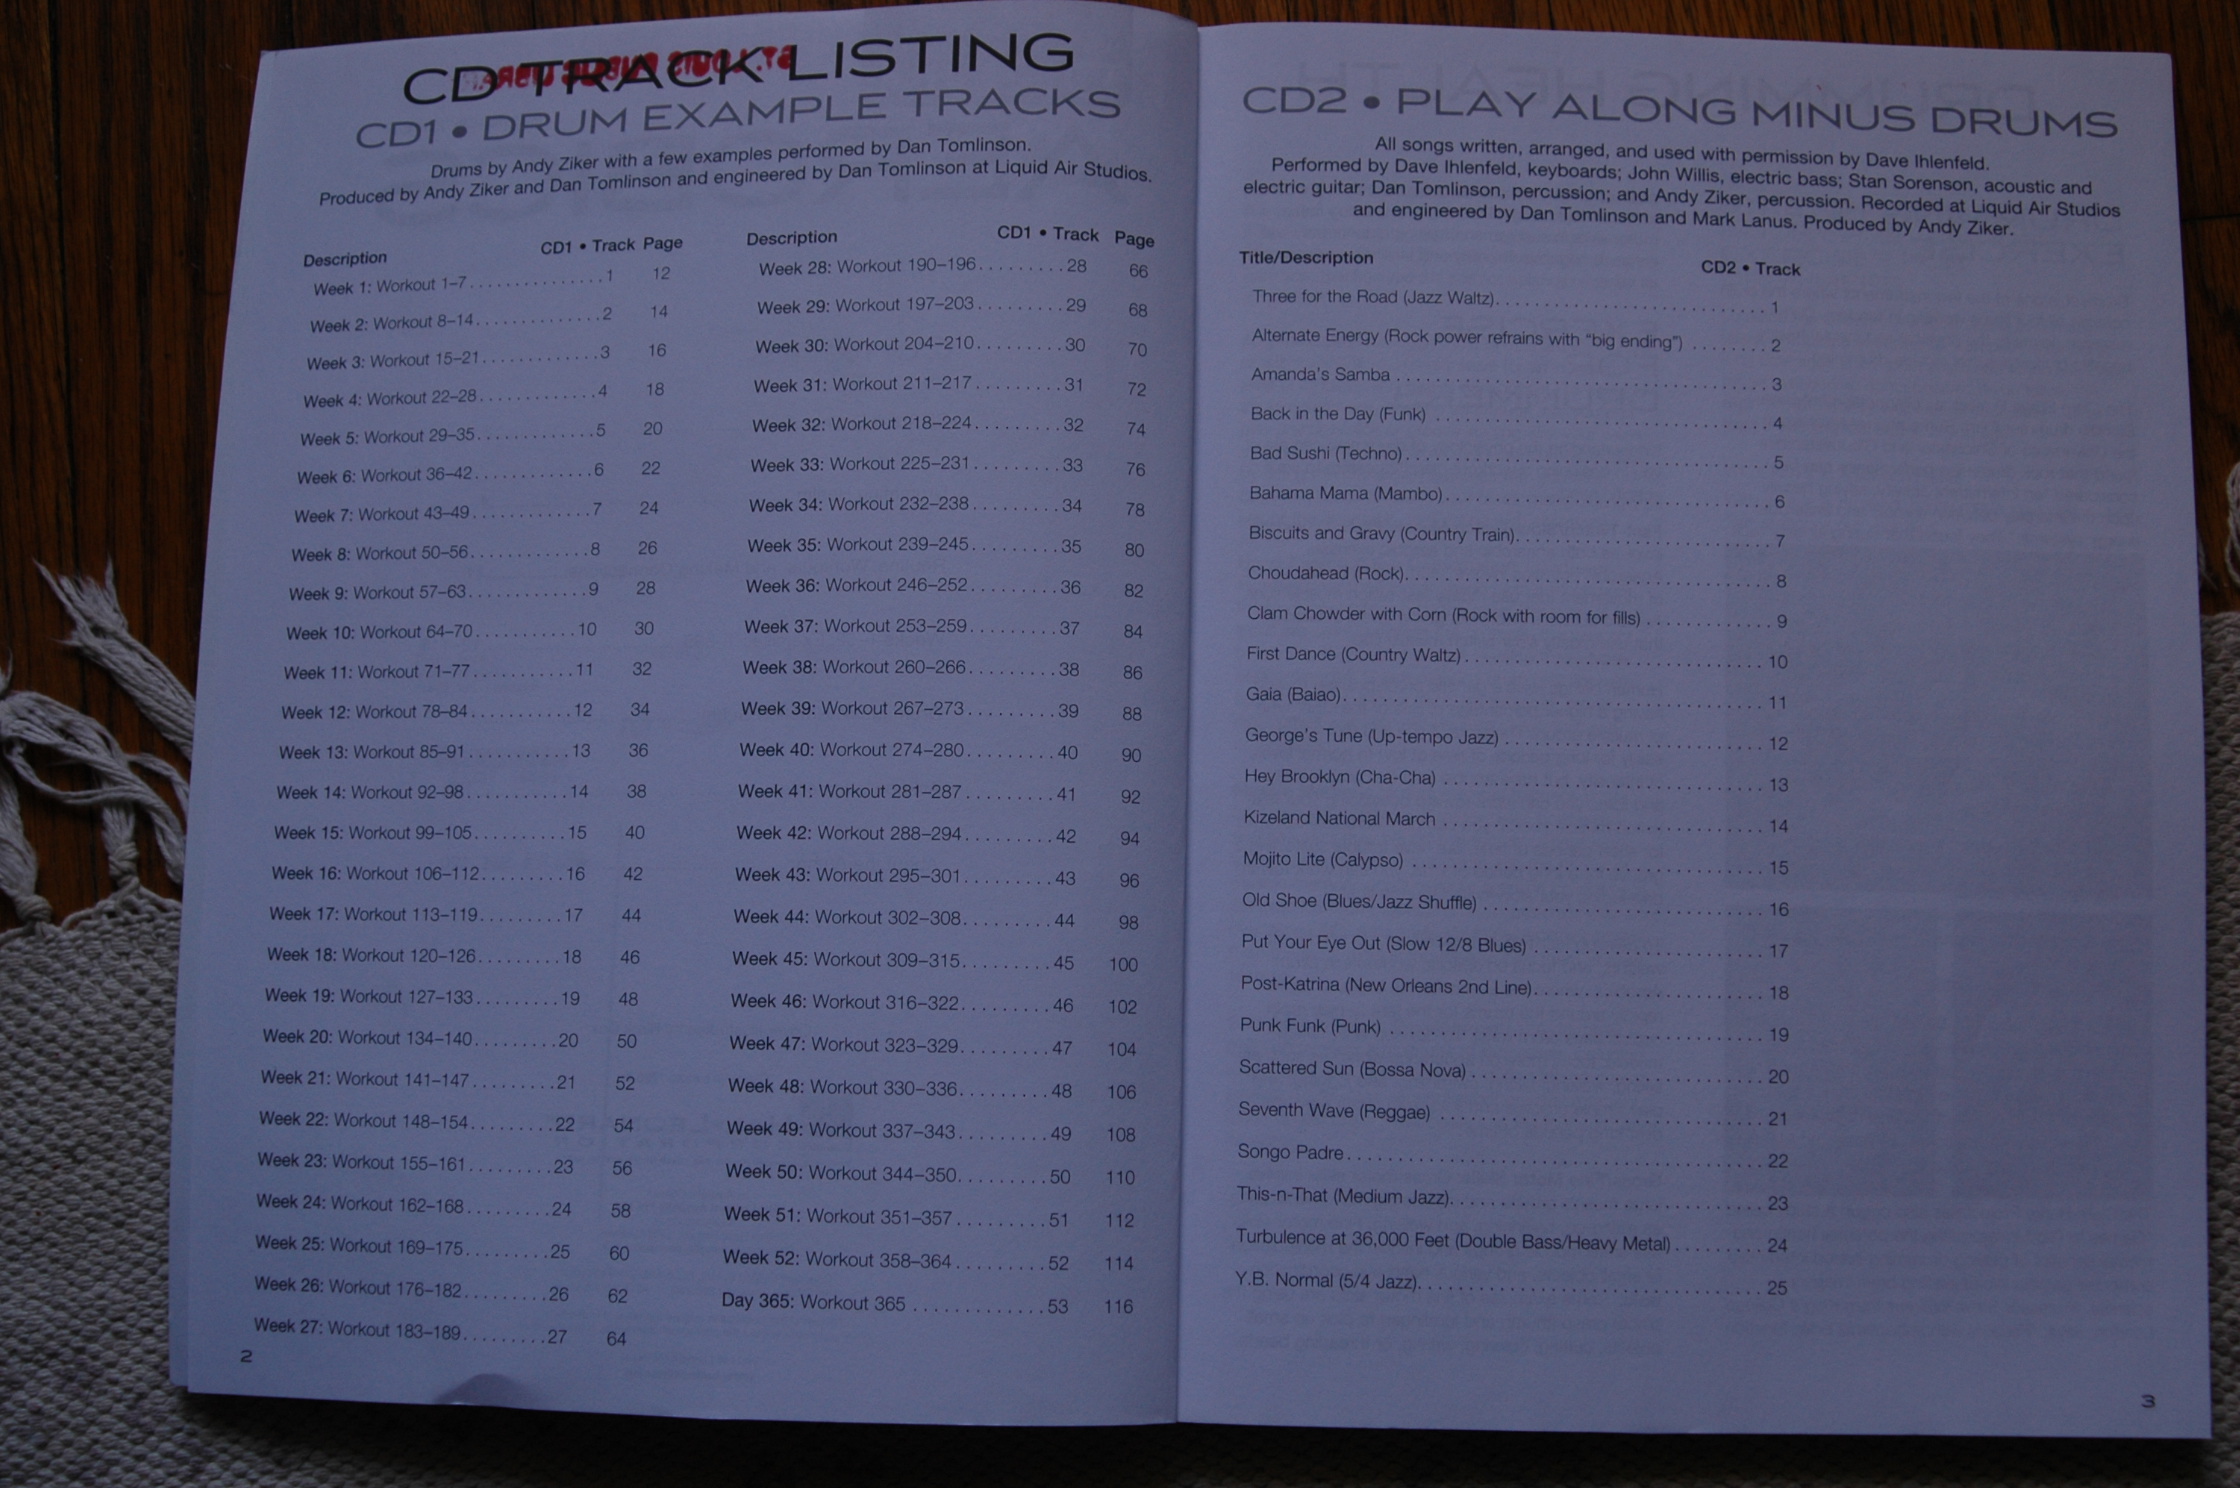 CD TRACK LISTING
CD1 • DRUM EXAMPLE TRACKS
Drums by Andy Ziker with a few examples performed by Dan Tomlinson.
Produced by Andy Ziker and Dan Tomlinson and engineered by Dan Tomlinson at Liquid Air Studios.
Description CD1 • Track Page
Week 1: Workout 1–7...............1 12
Week 2: Workout 8–14.............2 14
Week 3: Workout 15–21............3 16
Week 4: Workout 22–28............4 18
Week 5: Workout 29–35............5 20
Week 6: Workout 36–42............6 22
Week 7: Workout 43–49............7 24
Week 8: Workout 50–56............8 26
Week 9: Workout 57–63............9 28
Week 10: Workout 64–70...........10 30
Week 11: Workout 71–77...........11 32
Week 12: Workout 78–84...........12 34
Week 13: Workout 85–91...........13 36
Week 14: Workout 92–98...........14 38
Week 15: Workout 99–105..........15 40
Week 16: Workout 106–112.........16 42
Week 17: Workout 113–119.........17 44
Week 18: Workout 120–126.........18 46
Week 19: Workout 127–133.........19 48
Week 20: Workout 134–140.........20 50
Week 21: Workout 141–147.........21 52
Week 22: Workout 148–154.........22 54
Week 23: Workout 155–161.........23 56
Week 24: Workout 162–168.........24 58
Week 25: Workout 169–175.........25 60
Week 26: Workout 176–182.........26 62
Week 27: Workout 183–189.........27 64
Description CD1 • Track Page
Week 28: Workout 190–196.........28 66
Week 29: Workout 197–203.........29 68
Week 30: Workout 204–210.........30 70
Week 31: Workout 211–217.........31 72
Week 32: Workout 218–224.........32 74
Week 33: Workout 225–231.........33 76
Week 34: Workout 232–238.........34 78
Week 35: Workout 239–245.........35 80
Week 36: Workout 246–252.........36 82
Week 37: Workout 253–259.........37 84
Week 38: Workout 260–266.........38 86
Week 39: Workout 267–273.........39 88
Week 40: Workout 274–280.........40 90
Week 41: Workout 281–287.........41 92
Week 42: Workout 288–294.........42 94
Week 43: Workout 295–301.........43 96
Week 44: Workout 302–308.........44 98
Week 45: Workout 309–315.........45 100
Week 46: Workout 316–322.........46 102
Week 47: Workout 323–329.........47 104
Week 48: Workout 330–336.........48 106
Week 49: Workout 337–343.........49 108
Week 50: Workout 344–350.........50 110
Week 51: Workout 351–357.........51 112
Week 52: Workout 358–364.........52 114
Day 365: Workout 365.............53 116
2
CD2 • PLAY ALONG MINUS DRUMS
All songs written, arranged, and used with permission by Dave Ihlenfeld.
Performed by Dave Ihlenfeld, keyboards; John Willis, electric bass; Stan Sorenson, acoustic and
electric guitar; Dan Tomlinson, percussion; and Andy Ziker, percussion. Recorded at Liquid Air Studios
and engineered by Dan Tomlinson and Mark Lanus. Produced by Andy Ziker.
Title/Description CD2 • Track
Three for the Road (Jazz Waltz)..........1
Alternate Energy (Rock power refrains with “big ending”)........2
Amanda’s Samba..........3
Back in the Day (Funk)..........4
Bad Sushi (Techno)..........5
Bahama Mama (Mambo)..........6
Biscuits and Gravy (Country Train)..........7
Choudahead (Rock)..........8
Clam Chowder with Corn (Rock with room for fills)..........9
First Dance (Country Waltz)..........10
Gaia (Baiao)..........11
George’s Tune (Up-tempo Jazz)..........12
Hey Brooklyn (Cha-Cha)..........13
Kizeland National March..........14
Mojito Lite (Calypso)..........15
Old Shoe (Blues/Jazz Shuffle)..........16
Put Your Eye Out (Slow 12/8 Blues)..........17
Post-Katrina (New Orleans 2nd Line)..........18
Punk Funk (Punk)..........19
Scattered Sun (Bossa Nova)..........20
Seventh Wave (Reggae)..........21
Songo Padre..........22
This-n-That (Medium Jazz)..........23
Turbulence at 36,000 Feet (Double Bass/Heavy Metal).........24
Y.B. Normal (5/4 Jazz)..........25
3